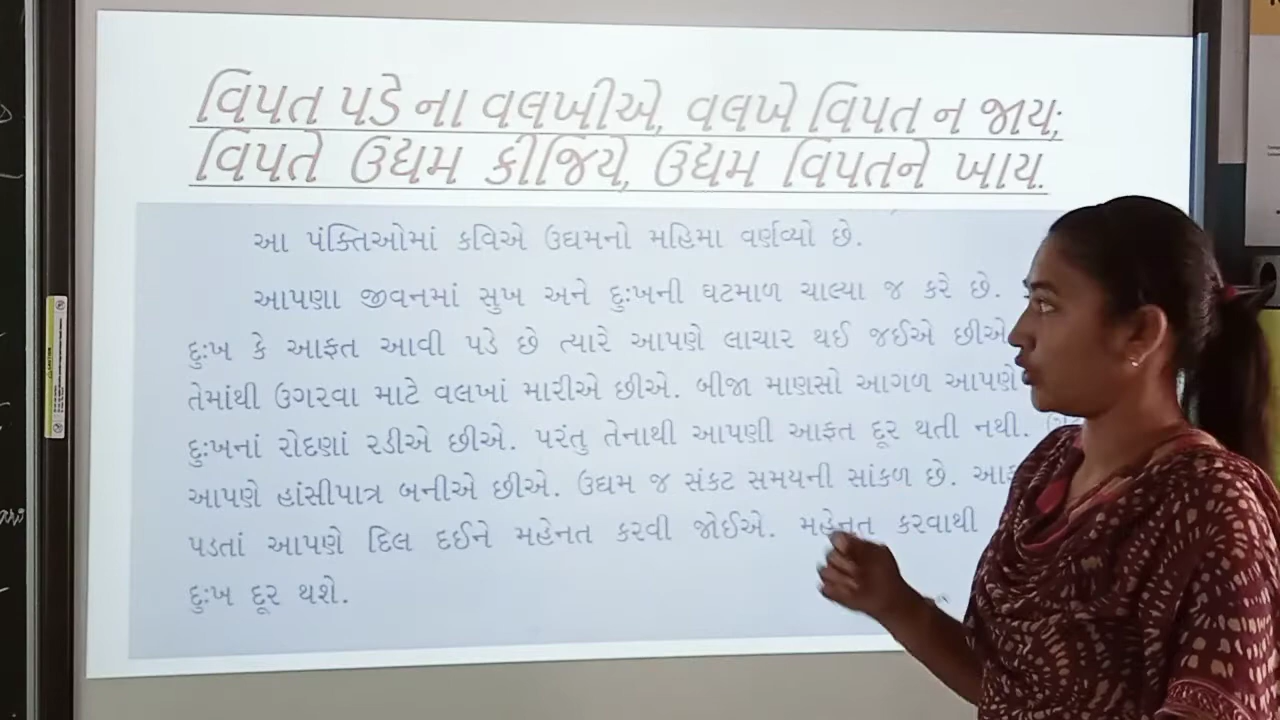 વિપત પડે ના વલખીએ, વલખે વિપત ન જાય;
વિપતે ઉદ્યમ કીજિયે, ઉદ્યમ વિપતને ખાય.
આ પંક્તિઓમાં કવિએ ઉદ્યમનો મહિમા વર્ણવ્યો છે.
આપણા જીવનમાં સુખ અને દુઃખની ઘટમાળ ચાલ્યા જ કરે છે.
દુઃખ કે આફત આવી પડે છે ત્યારે આપણે લાચાર થઈ જઈએ છીએ
તેમાંથી ઉગરવા માટે વલખાં મારીએ છીએ. બીજા માણસો આગળ આપણે
દુઃખનાં રોદણાં રડીએ છીએ. પરંતુ તેનાથી આપણી આફત દૂર થતી નથી.
આપણે હાંસીપાત્ર બનીએ છીએ. ઉદ્યમ જ સંકટ સમયની સાંકળ છે.
પડતાં આપણે દિલ દઈને મહેનત કરવી જોઈએ. મહેનત કરવાથી
દુઃખ દૂર થશે.